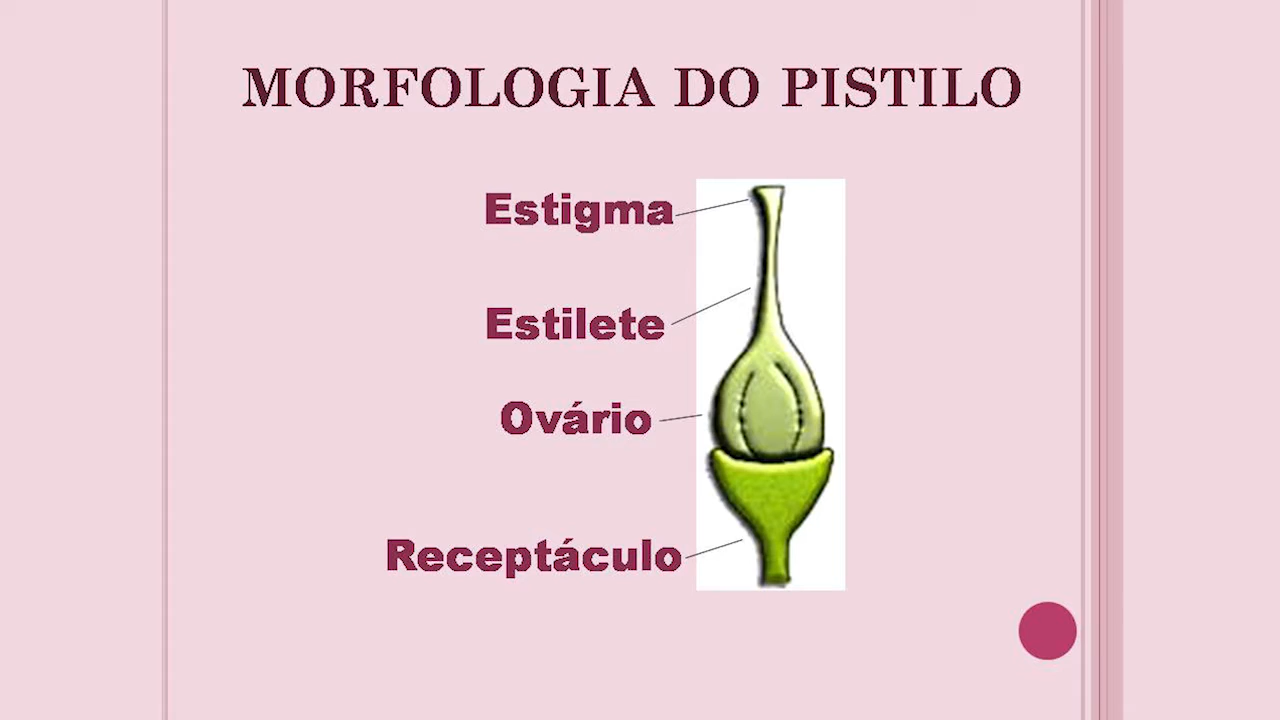 MORFOLOGIA DO PISTILO
Estigma
Estilete
Ovário
Receptáculo